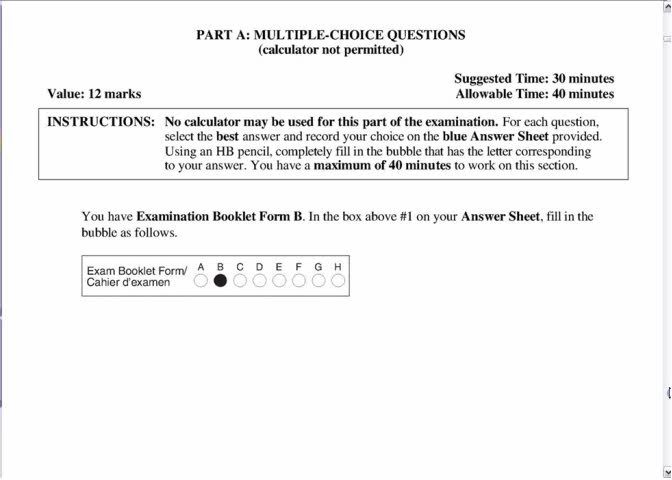 PART A: MULTIPLE-CHOICE QUESTIONS
(calculator not permitted)
Suggested Time: 30 minutes
Value: 12 marks Allowable Time: 40 minutes
INSTRUCTIONS: No calculator may be used for this part of the examination. For each question,
select the best answer and record your choice on the blue Answer Sheet provided.
Using an HB pencil, completely fill in the bubble that has the letter corresponding
to your answer. You have a maximum of 40 minutes to work on this section.
You have Examination Booklet Form B. In the box above #1 on your Answer Sheet, fill in the
bubble as follows.
A B C D E F G H
Exam Booklet Form/
Cahier d'examen